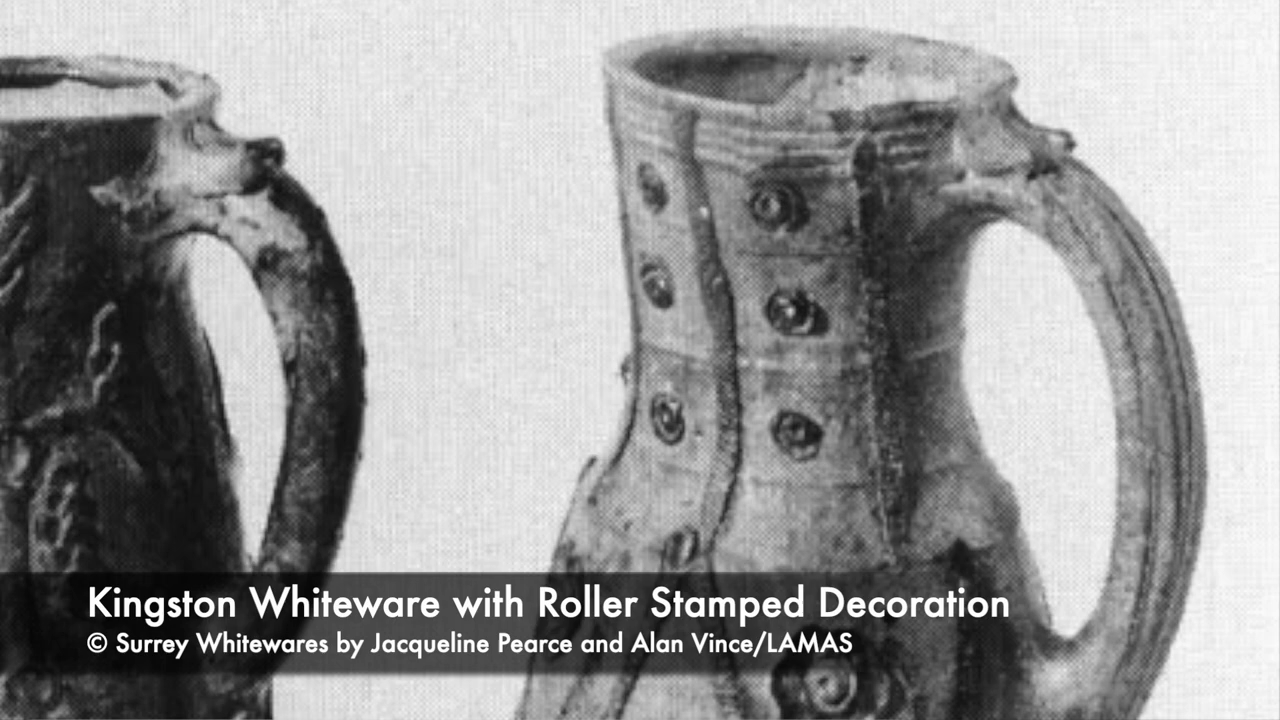 Kingston Whiteware with Roller Stamped Decoration
© Surrey Whitewares by Jacqueline Pearce and Alan Vince/LAMAS